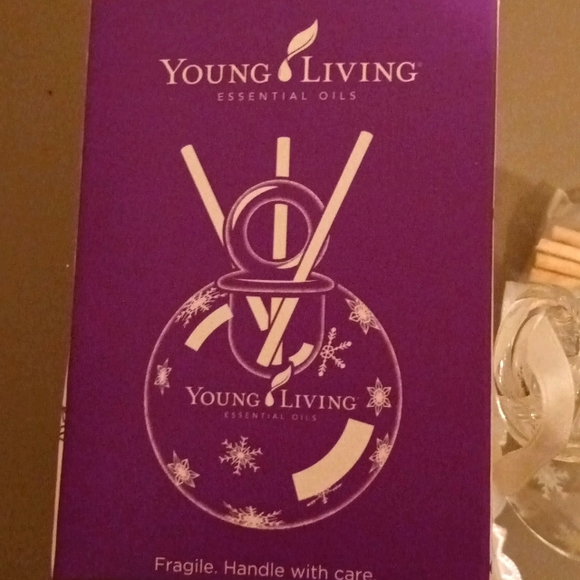 YOUNG LIVING®
ESSENTIAL OILS
YOUNG LIVING
ESSENTIAL OILS
Fragile. Handle with care.